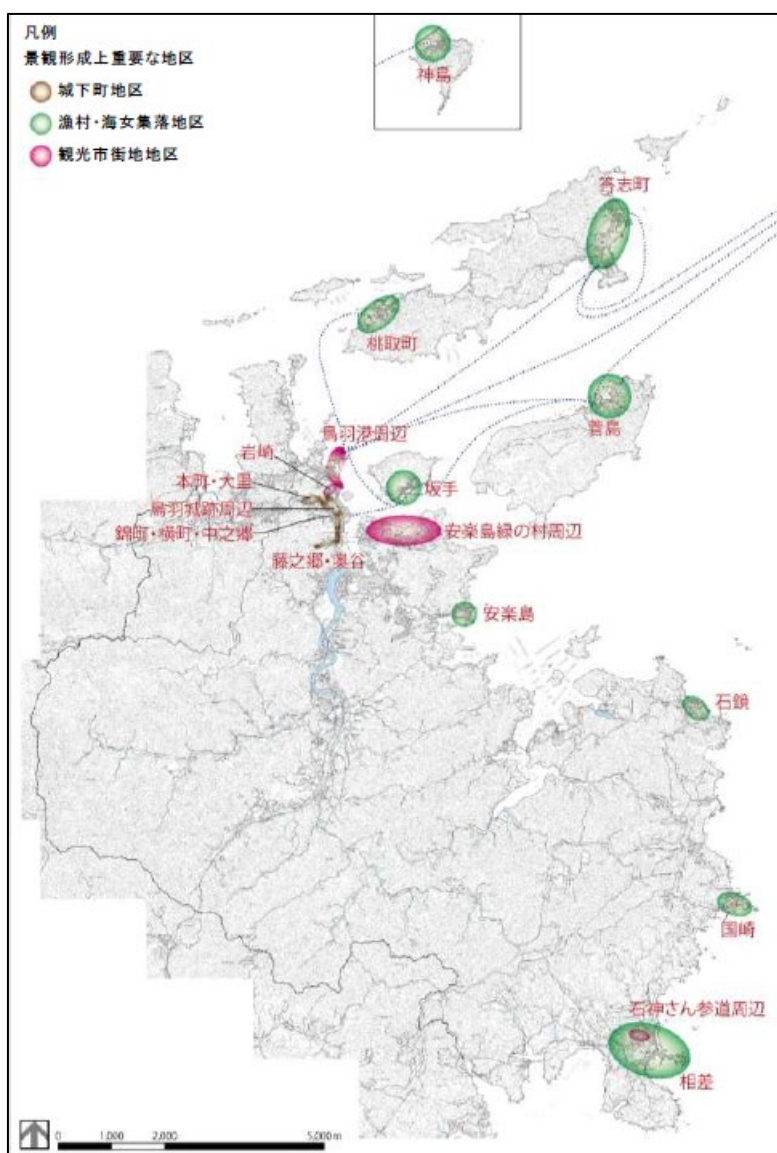 凡例
景観形成上重要な地区
城下町地区
漁村・海女集落地区
観光市街地地区
神島
答志町
桃取町
菅島
鳥羽港周辺
岩崎
本町・大里
鳥羽城跡周辺
錦町・横町・中之郷
坂手
安楽島緑の村周辺
藤之郷・奥谷
安楽島
石鏡
国崎
石神さん参道周辺
相差
0 1,000 2,000 5,000m